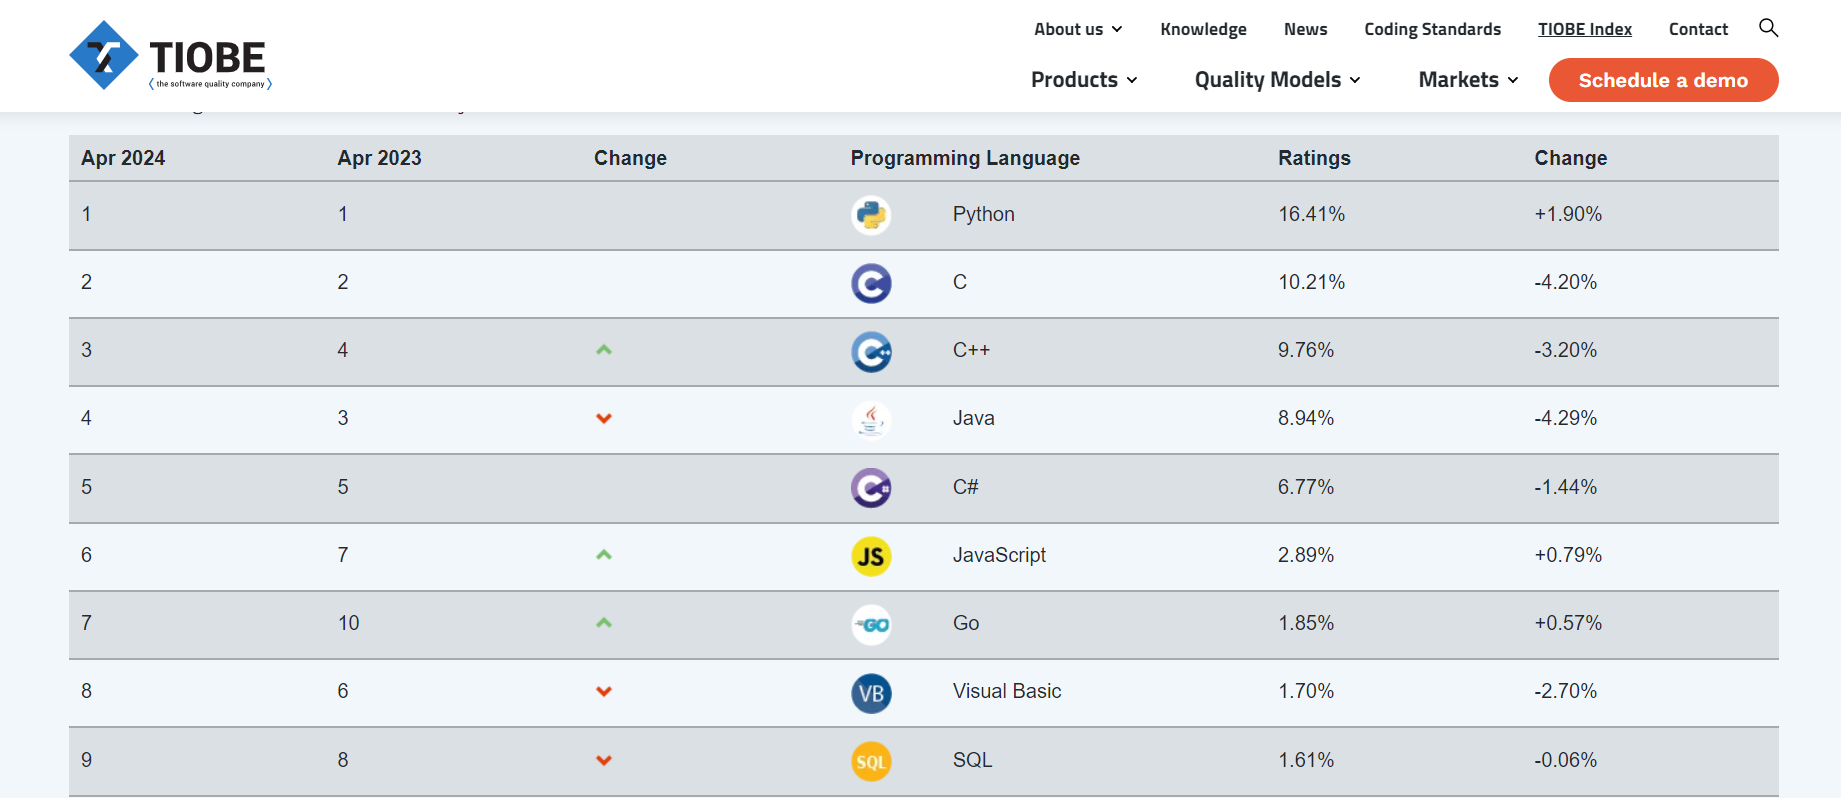 TIOBE
(the software quality company)
About us
Knowledge
News
Coding Standards
TIOBE Index
Contact
Products
Quality Models
Markets
Schedule a demo
Apr 2024 Apr 2023 Change Programming Language Ratings Change
1 1 Python 16.41% +1.90%
2 2 C C 10.21% -4.20%
3 4 C++ C++ 9.76% -3.20%
4 3 Java 8.94% -4.29%
5 5 C# C# 6.77% -1.44%
6 7 JS JavaScript 2.89% +0.79%
7 10 GO Go 1.85% +0.57%
8 6 VB Visual Basic 1.70% -2.70%
9 8 SQL SQL 1.61% -0.06%